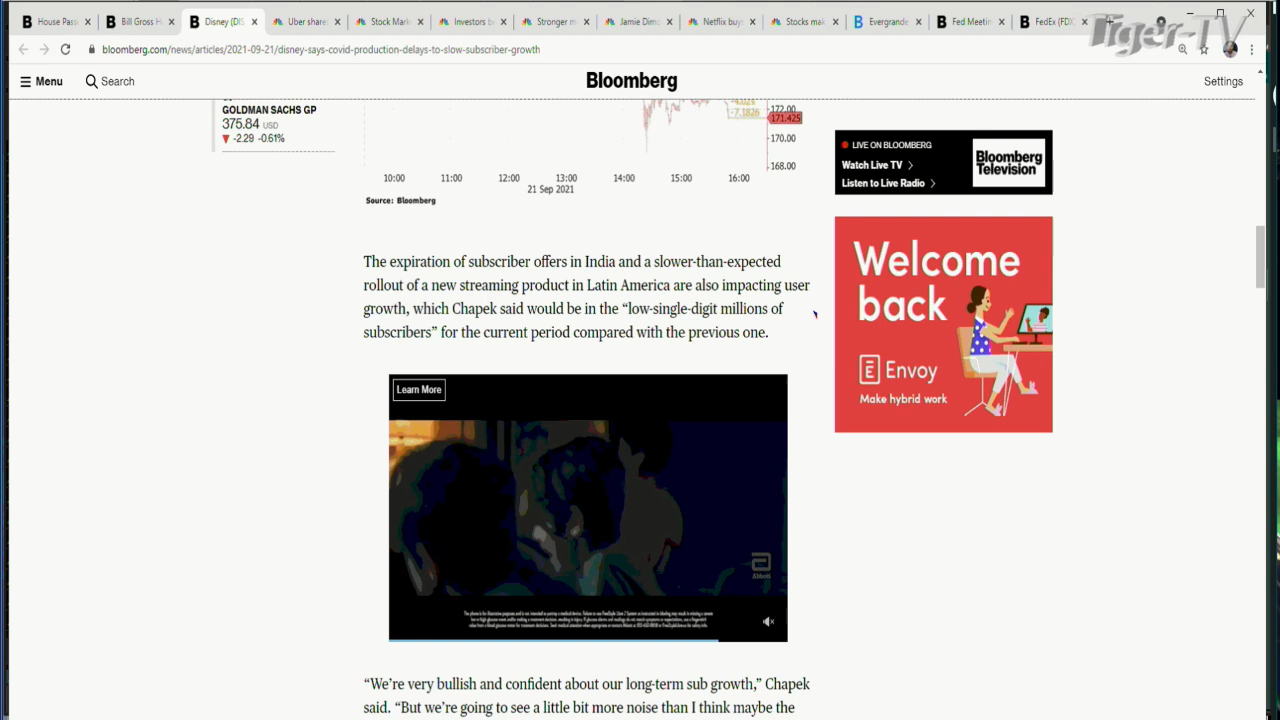 House Pass
Bill Gross H
Disney (DIS
Uber share
Stock Mark
Investors b
Stronger m
Jamie Dimo
Netflix buy
Stocks mak
Evergrande
Fed Meetin
FedEx (FDX
Tiger-TV
bloomberg.com/news/articles/2021-09-21/disney-says-covid-production-delays-to-slow-subscriber-growth
Menu
Search
Bloomberg
Settings
GOLDMAN SACHS GP
375.84 USD
-2.29 -0.61%
-7.1826
172.00
171.425
170.00
168.00
10:00 11:00 12:00 13:00 14:00 15:00 16:00
21 Sep 2021
Source: Bloomberg
LIVE ON BLOOMBERG
Watch Live TV
Listen to Live Radio
Bloomberg
Television
The expiration of subscriber offers in India and a slower-than-expected
rollout of a new streaming product in Latin America are also impacting user
growth, which Chapek said would be in the “low-single-digit millions of
subscribers” for the current period compared with the previous one.
Welcome
back
Envoy
Make hybrid work
Learn More
Abbott
“We’re very bullish and confident about our long-term sub growth,” Chapek
said. “But we’re going to see a little bit more noise than I think maybe the